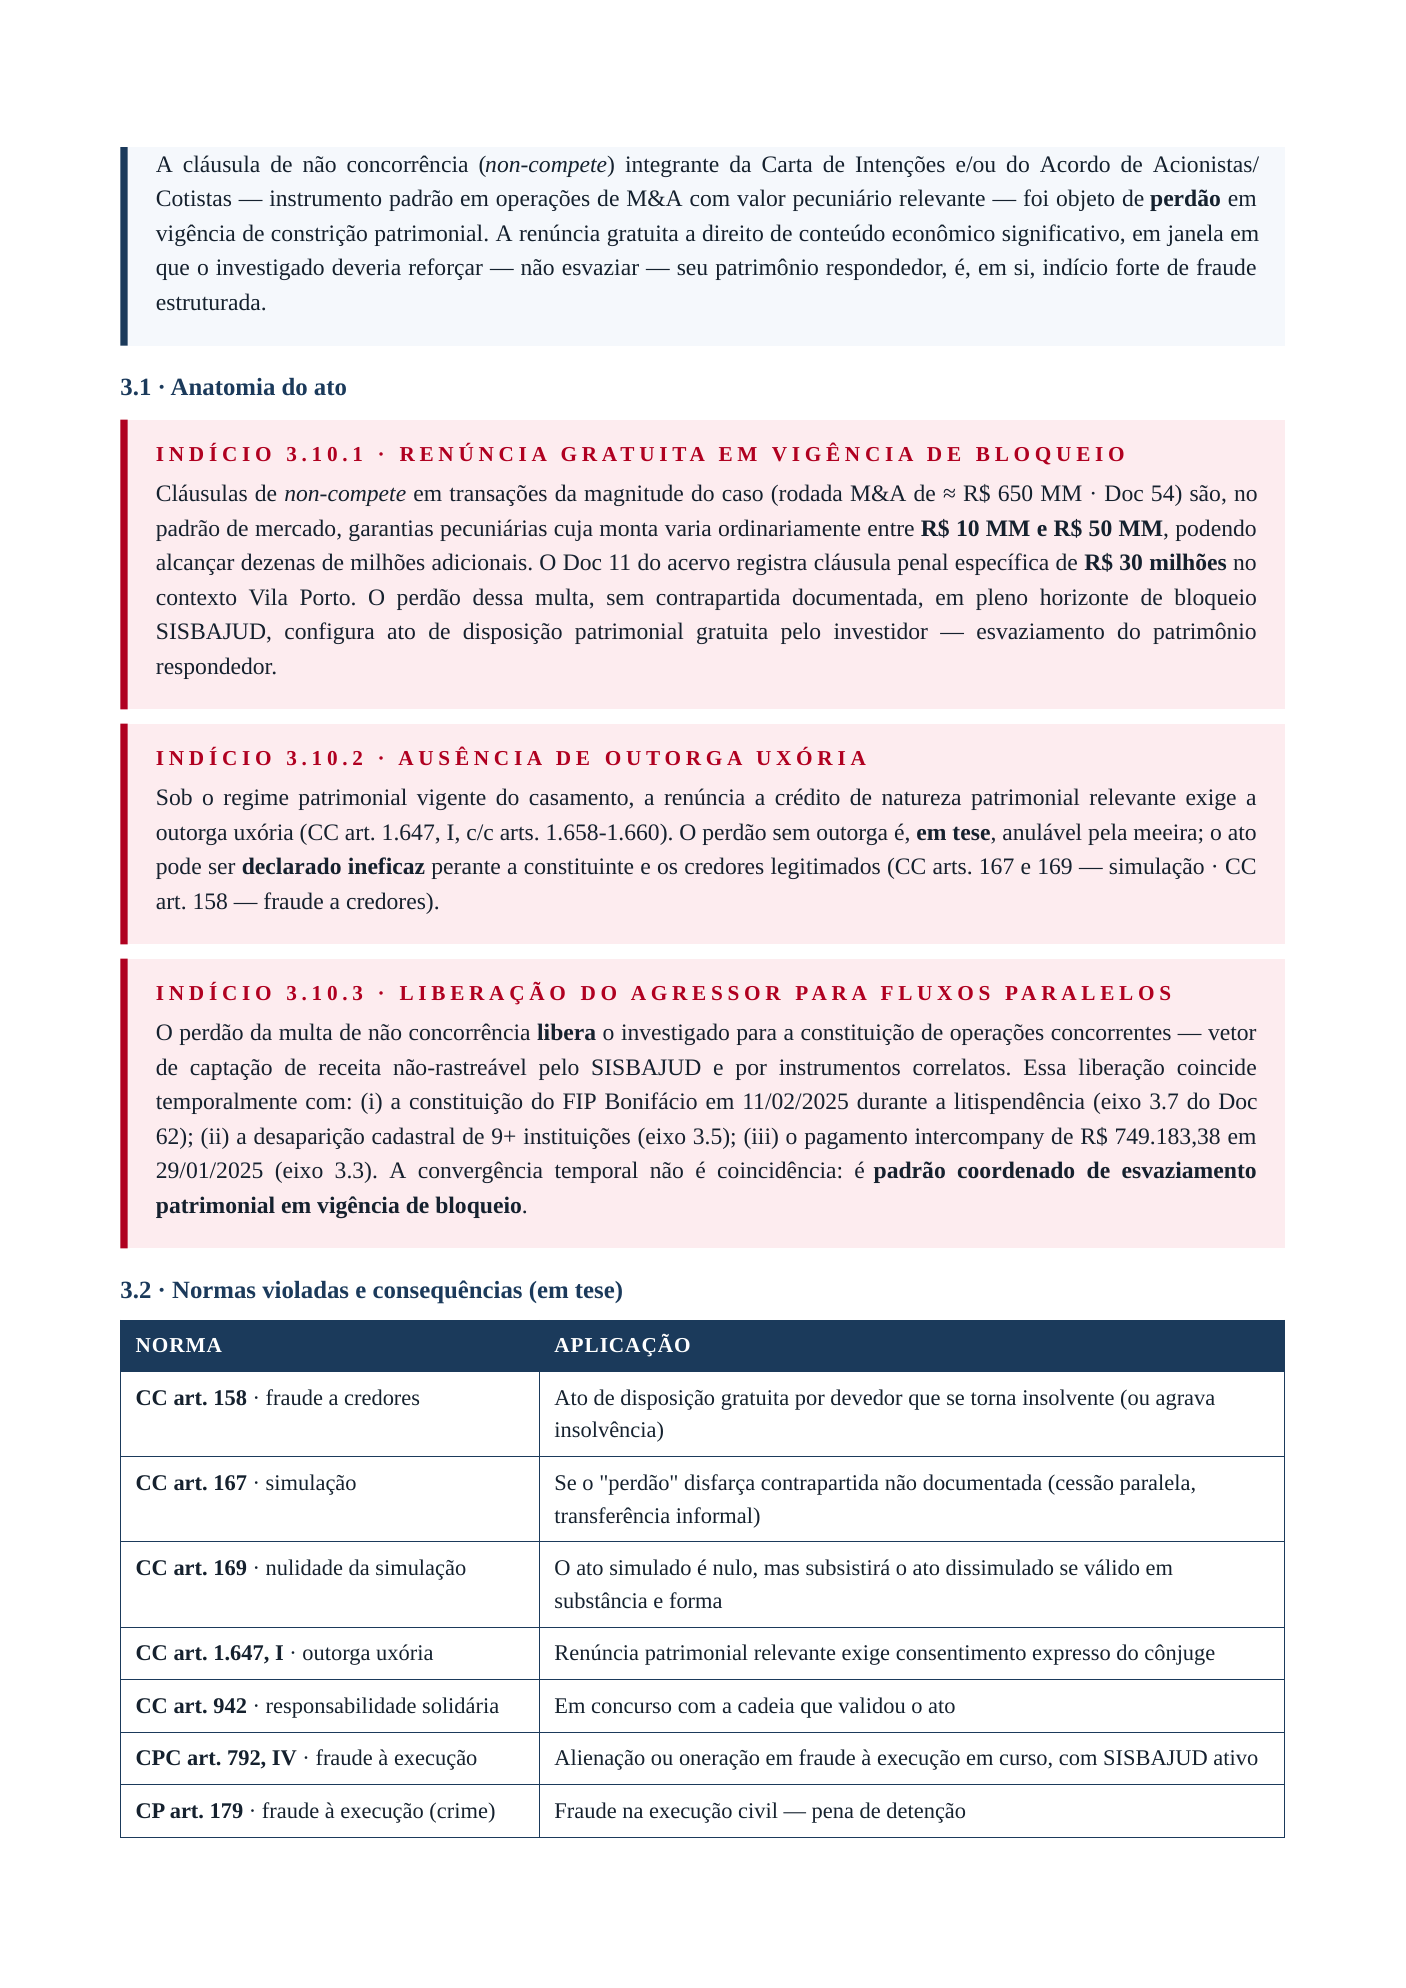 A cláusula de não concorrência (non-compete) integrante da Carta de Intenções e/ou do Acordo de Acionistas/
Cotistas — instrumento padrão em operações de M&A com valor pecuniário relevante — foi objeto de perdão em
vigência de constrição patrimonial. A renúncia gratuita a direito de conteúdo econômico significativo, em janela em
que o investigado deveria reforçar — não esvaziar — seu patrimônio respondedor, é, em si, indício forte de fraude
estruturada.
3.1 · Anatomia do ato
INDÍCIO 3.10.1 · RENÚNCIA GRATUITA EM VIGÊNCIA DE BLOQUEIO
Cláusulas de non-compete em transações da magnitude do caso (rodada M&A de ≈ R$ 650 MM · Doc 54) são, no
padrão de mercado, garantias pecuniárias cuja monta varia ordinariamente entre R$ 10 MM e R$ 50 MM, podendo
alcançar dezenas de milhões adicionais. O Doc 11 do acervo registra cláusula penal específica de R$ 30 milhões no
contexto Vila Porto. O perdão dessa multa, sem contrapartida documentada, em pleno horizonte de bloqueio
SISBAJUD, configura ato de disposição patrimonial gratuita pelo investidor — esvaziamento do patrimônio
respondedor.
INDÍCIO 3.10.2 · AUSÊNCIA DE OUTORGA UXÓRIA
Sob o regime patrimonial vigente do casamento, a renúncia a crédito de natureza patrimonial relevante exige a
outorga uxória (CC art. 1.647, I, c/c arts. 1.658-1.660). O perdão sem outorga é, em tese, anulável pela meeira; o ato
pode ser declarado ineficaz perante a constituinte e os credores legitimados (CC arts. 167 e 169 — simulação · CC
art. 158 — fraude a credores).
INDÍCIO 3.10.3 · LIBERAÇÃO DO AGRESSOR PARA FLUXOS PARALELOS
O perdão da multa de não concorrência libera o investigado para a constituição de operações concorrentes — vetor
de captação de receita não-rastreável pelo SISBAJUD e por instrumentos correlatos. Essa liberação coincide
temporalmente com: (i) a constituição do FIP Bonifácio em 11/02/2025 durante a litispendência (eixo 3.7 do Doc
62); (ii) a desaparição cadastral de 9+ instituições (eixo 3.5); (iii) o pagamento intercompany de R$ 749.183,38 em
29/01/2025 (eixo 3.3). A convergência temporal não é coincidência: é padrão coordenado de esvaziamento
patrimonial em vigência de bloqueio.
3.2 · Normas violadas e consequências (em tese)
NORMA APLICAÇÃO
CC art. 158 · fraude a credores Ato de disposição gratuita por devedor que se torna insolvente (ou agrava
insolvência)
CC art. 167 · simulação Se o "perdão" disfarça contrapartida não documentada (cessão paralela,
transferência informal)
CC art. 169 · nulidade da simulação O ato simulado é nulo, mas subsistirá o ato dissimulado se válido em
substância e forma
CC art. 1.647, I · outorga uxória Renúncia patrimonial relevante exige consentimento expresso do cônjuge
CC art. 942 · responsabilidade solidária Em concurso com a cadeia que validou o ato
CPC art. 792, IV · fraude à execução Alienação ou oneração em fraude à execução em curso, com SISBAJUD ativo
CP art. 179 · fraude à execução (crime) Fraude na execução civil — pena de detenção